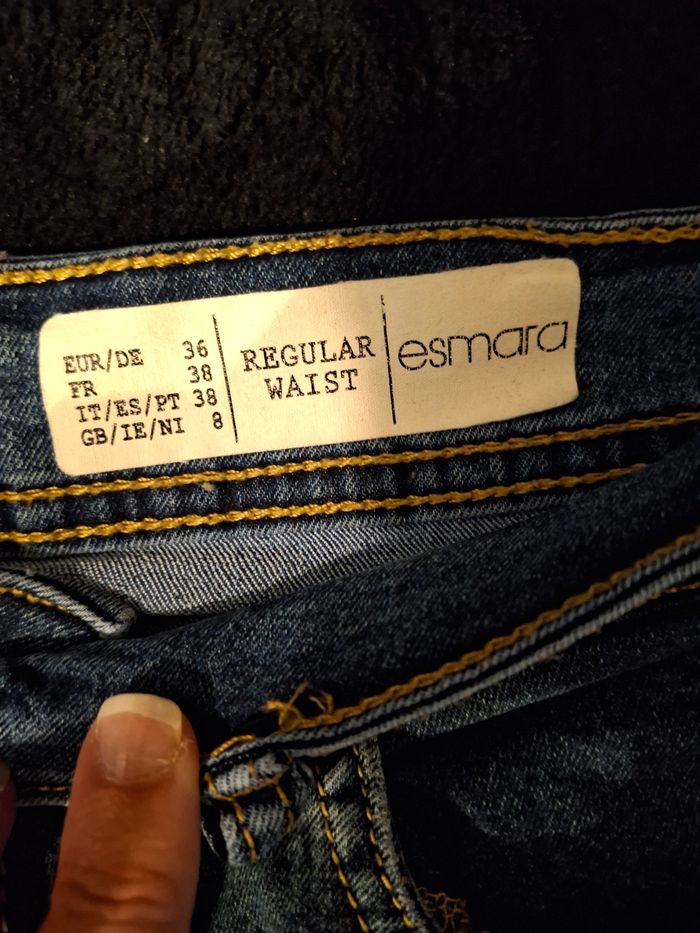 EUR/DE 36
FR 38
IT/ES/PT 38
GB/IE/NI 8
REGULAR
WAIST
esmara